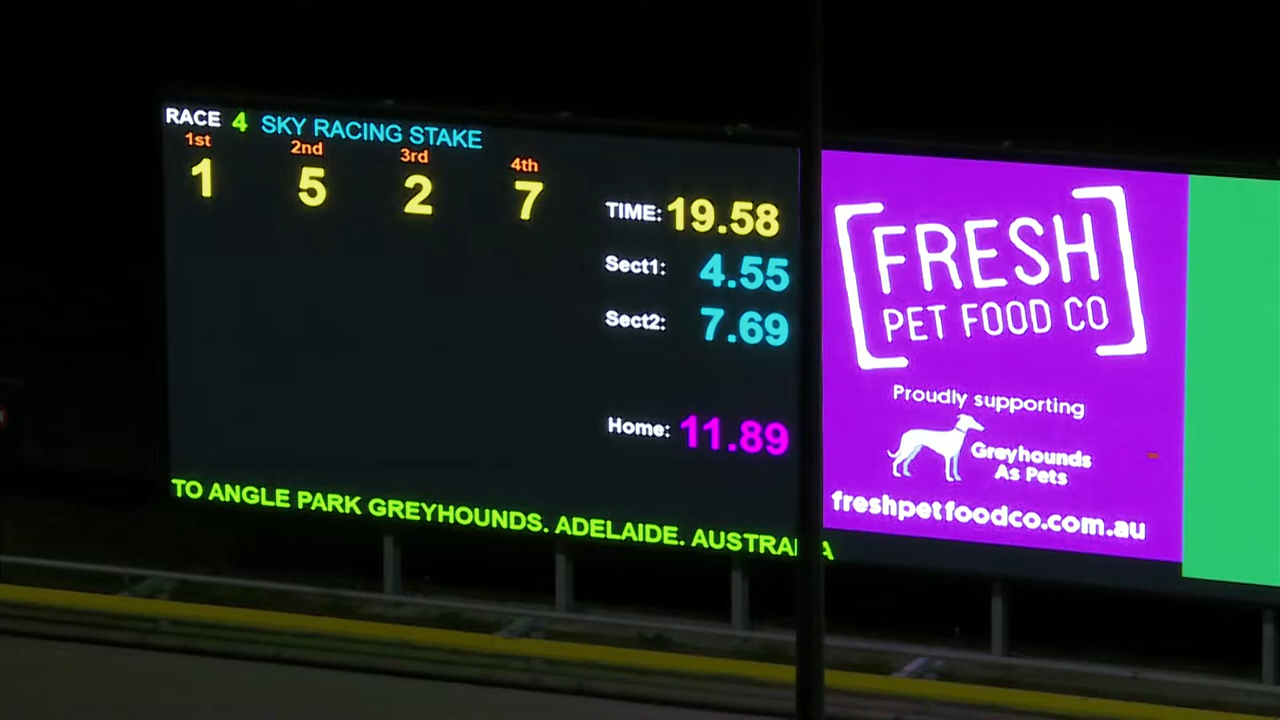 RACE 4 SKY RACING STAKE
1st 2nd 3rd 4th
1 5 2 7
TIME: 19.58
Sect1: 4.55
Sect2: 7.69
Home: 11.89
TO ANGLE PARK GREYHOUNDS. ADELAIDE. AUSTRALIA
FRESH
PET FOOD CO
Proudly supporting
Greyhounds
As Pets
freshpetfoodco.com.au